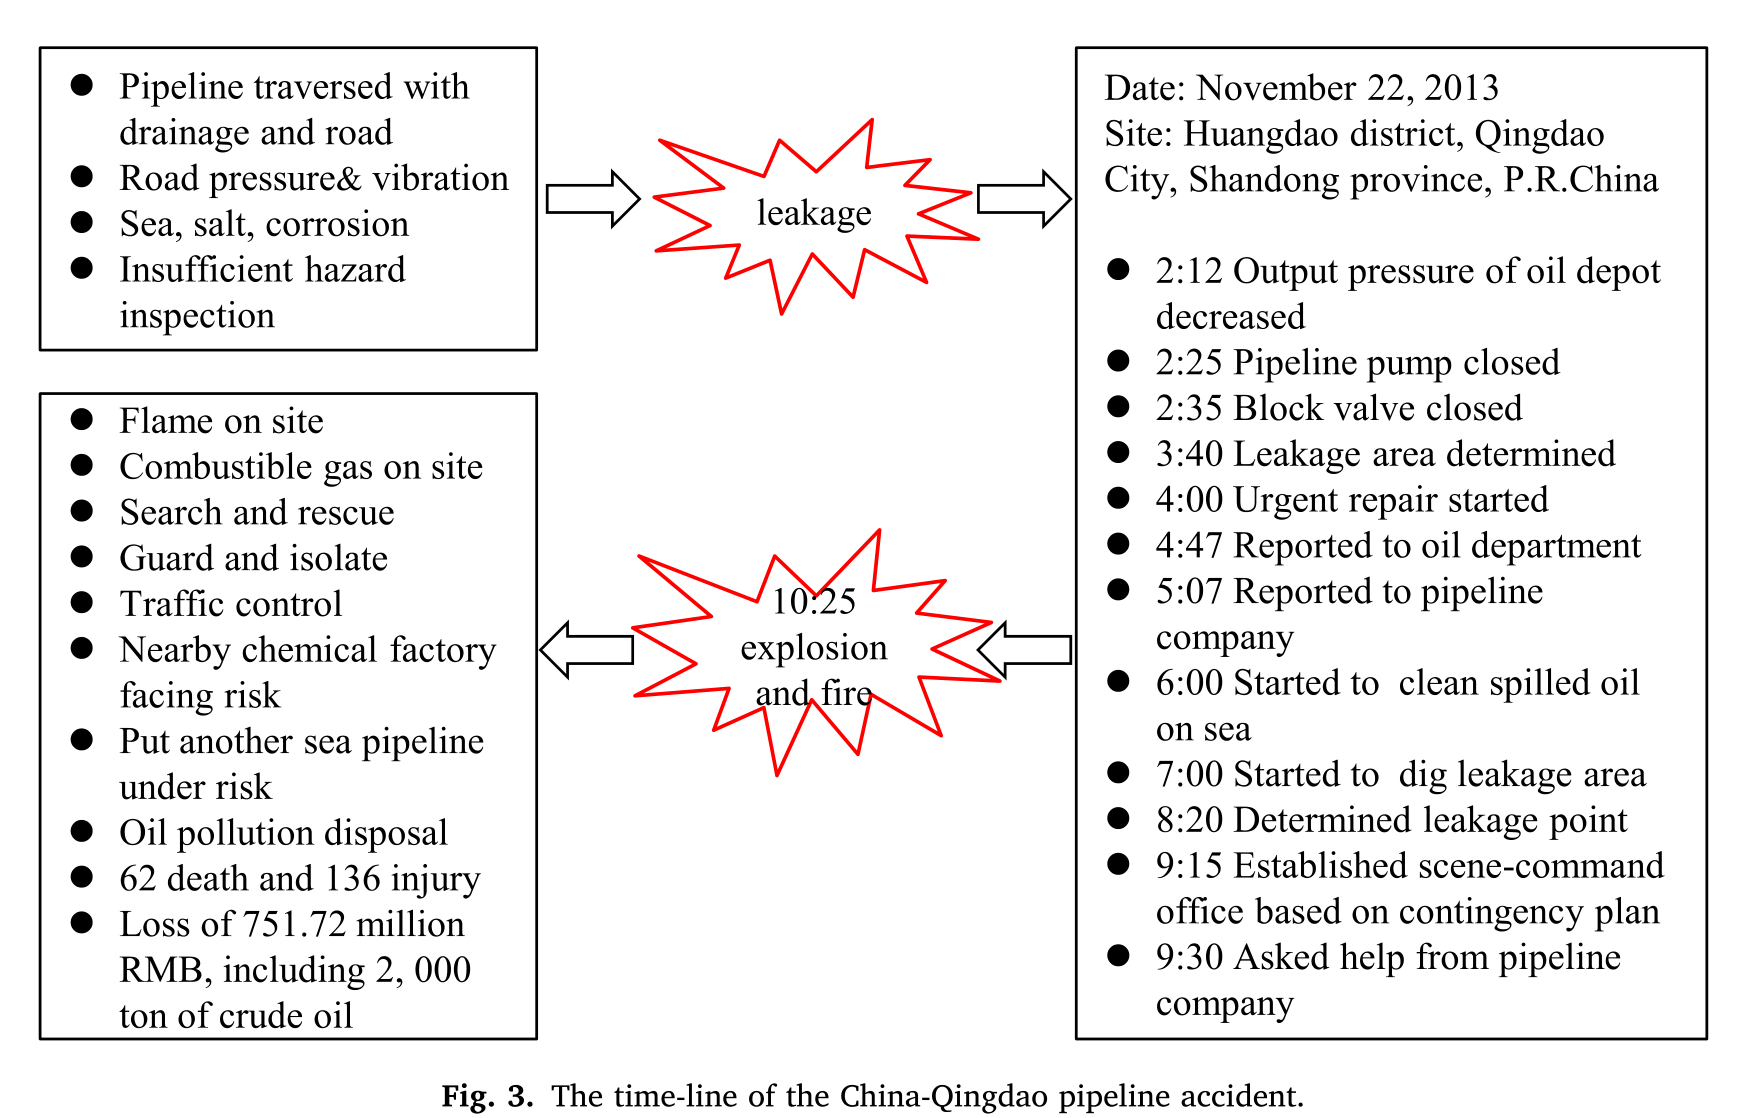 ● Pipeline traversed with
drainage and road
● Road pressure& vibration
● Sea, salt, corrosion
● Insufficient hazard
inspection
leakage
Date: November 22, 2013
Site: Huangdao district, Qingdao
City, Shandong province, P.R.China
● 2:12 Output pressure of oil depot
decreased
● 2:25 Pipeline pump closed
● 2:35 Block valve closed
● 3:40 Leakage area determined
● 4:00 Urgent repair started
● 4:47 Reported to oil department
● 5:07 Reported to pipeline
company
● 6:00 Started to  clean spilled oil
on sea
● 7:00 Started to  dig leakage area
● 8:20 Determined leakage point
● 9:15 Established scene-command
office based on contingency plan
● 9:30 Asked help from pipeline
company
10:25
explosion
and fire
● Flame on site
● Combustible gas on site
● Search and rescue
● Guard and isolate
● Traffic control
● Nearby chemical factory
facing risk
● Put another sea pipeline
under risk
● Oil pollution disposal
● 62 death and 136 injury
● Loss of 751.72 million
RMB, including 2, 000
ton of crude oil
Fig. 3. The time-line of the China-Qingdao pipeline accident.